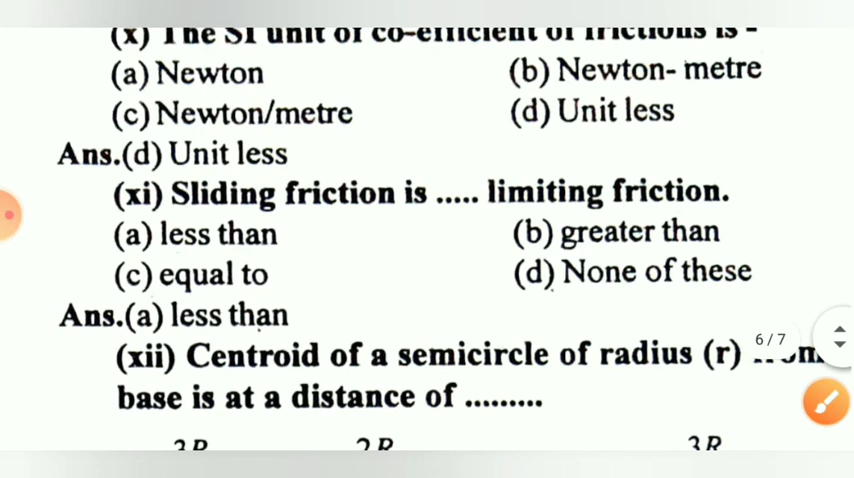 (x) The SI unit of co-efficient of frictions is -
(a) Newton (b) Newton- metre
(c) Newton/metre (d) Unit less
Ans.(d) Unit less
(xi) Sliding friction is ..... limiting friction.
(a) less than (b) greater than
(c) equal to (d) None of these
Ans.(a) less than
6/7
(xii) Centroid of a semicircle of radius (r)
base is at a distance of .........